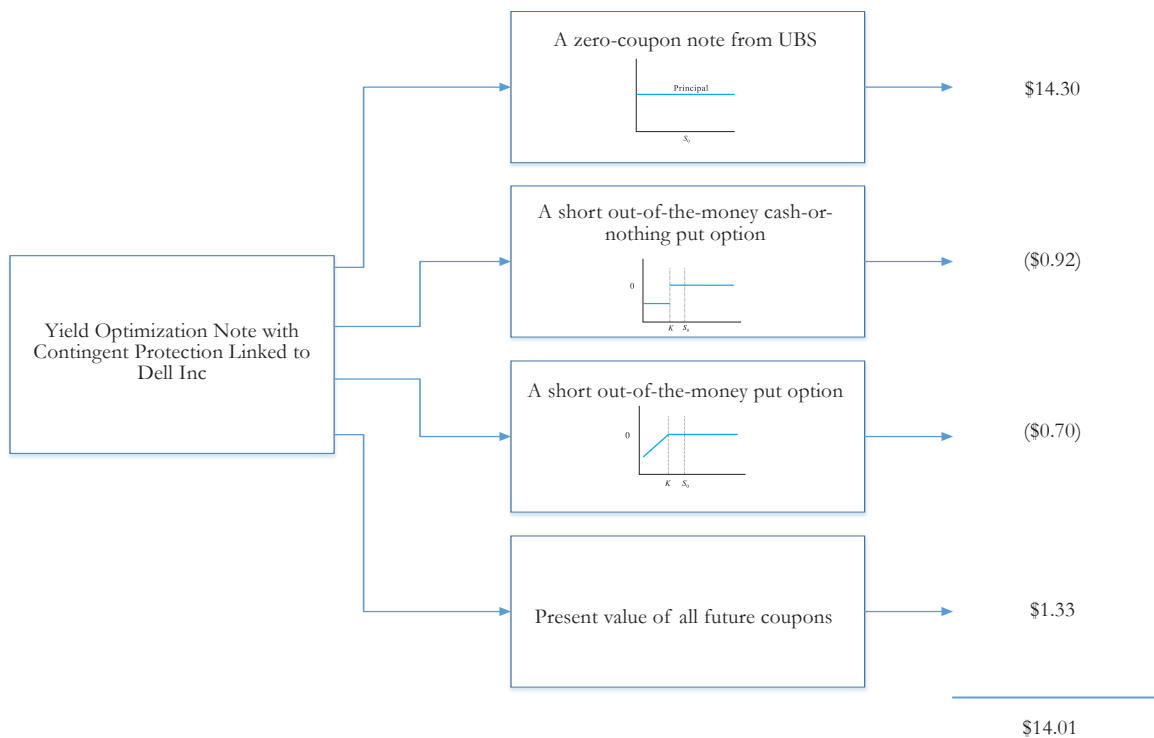 A zero-coupon note from UBS
Principal
S0
$14.30
A short out-of-the-money cash-or-
nothing put option
0
K
S0
($0.92)
Yield Optimization Note with
Contingent Protection Linked to
Dell Inc
A short out-of-the-money put option
0
K
S0
($0.70)
Present value of all future coupons
$1.33
$14.01